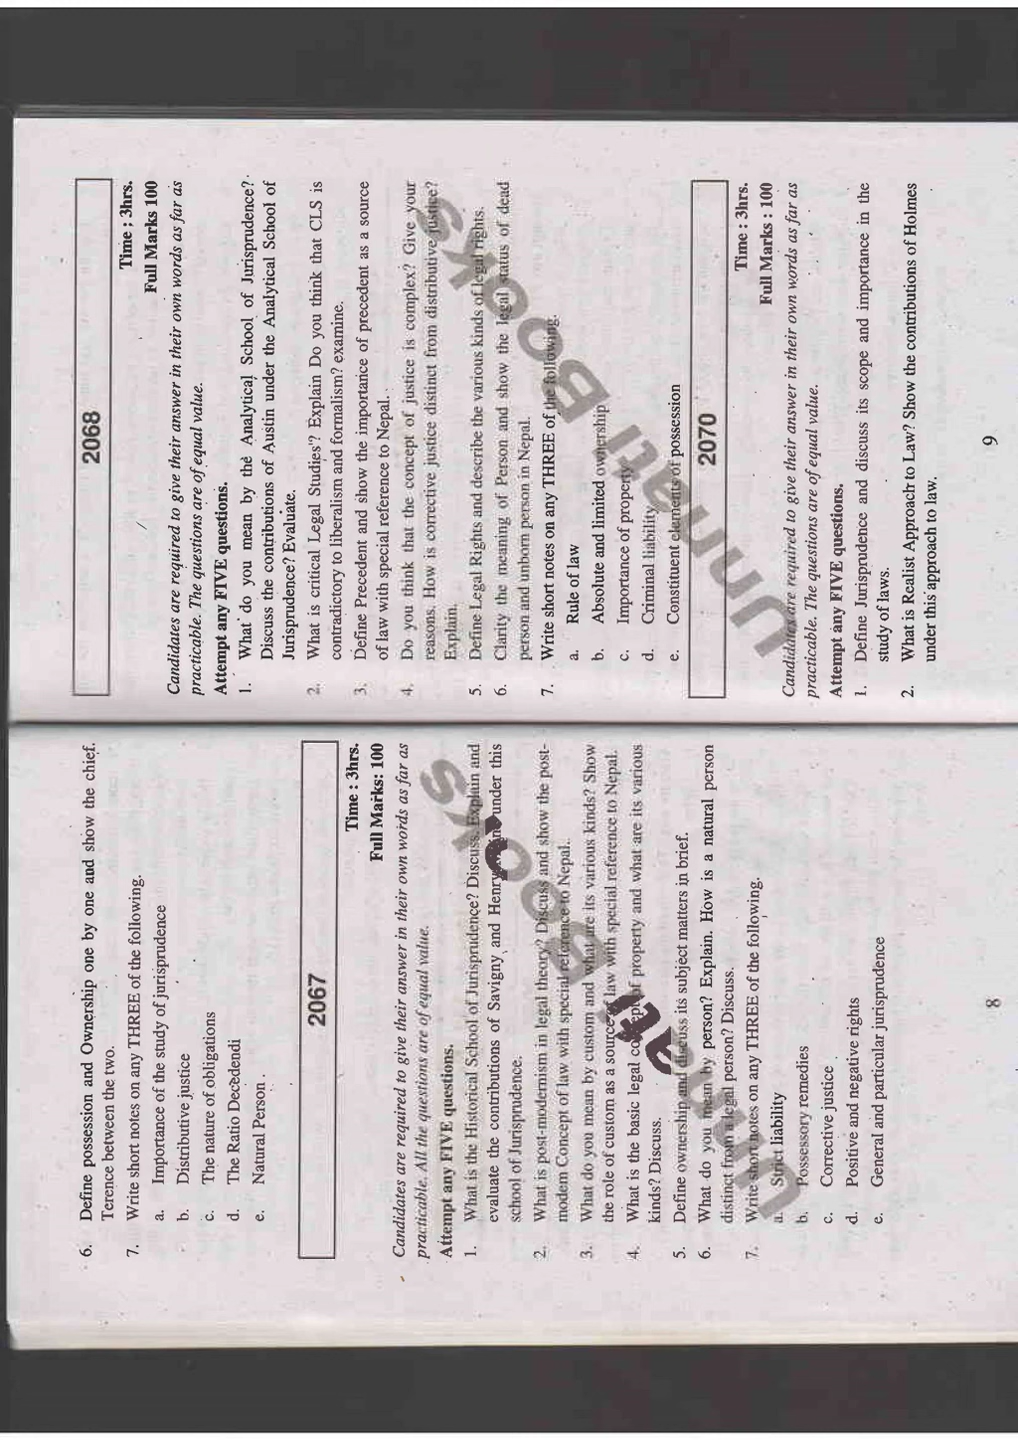 6. Define possession and Ownership one by one and show the chief.
Terence between the two.
7. Write short notes on any THREE of the following.
a. Importance of the study of jurisprudence
b. Distributive justice
c. The nature of obligations
d. The Ratio Decedendi
e. Natural Person
2067
Time : 3hrs.
Full Marks: 100
Candidates are required to give their answer in their own words as far as
practicable. All the questions are of equal value.
Attempt any FIVE questions.
1. What is the Historical School of Jurisprudence? Discuss. Explain and
evaluate the contributions of Savigny and Henry under this
school of Jurisprudence.
2. What is post-modernism in legal theory? Discuss and show the post-
modem Concept of law with special reference to Nepal.
3. What do you mean by custom and what are its various kinds? Show
the role of custom as a source of law with special reference to Nepal.
4. What is the basic legal concept of property and what are its various
kinds? Discuss.
5. Define ownership and discuss its subject matters in brief.
6. What do you mean by person? Explain. How is a natural person
distinct from a legal person? Discuss.
7. Write short notes on any THREE of the following.
a. Strict liability
b. Possessory remedies
c. Corrective justice
d. Positive and negative rights
e. General and particular jurisprudence
8
Unnati Books
2068
Time : 3hrs.
Full Marks 100
Candidates are required to give their answer in their own words as far as
practicable. The questions are of equal value.
Attempt any FIVE questions.
1. What do you mean by the Analytical School of Jurisprudence?
Discuss the contributions of Austin under the Analytical School of
Jurisprudence? Evaluate.
2. What is critical Legal Studies'? Explain Do you think that CLS is
contradictory to liberalism and formalism? examine.
3. Define Precedent and show the importance of precedent as a source
of law with special reference to Nepal.
4. Do you think that the concept of justice is complex? Give your
reasons. How is corrective justice distinct from distributive justice?
Explain.
5. Define Legal Rights and describe the various kinds of legal rights.
6. Clarity the meaning of Person and show the legal status of dead
person and unborn person in Nepal.
7. Write short notes on any THREE of the following.
a. Rule of law
b. Absolute and limited ownership
c. Importance of property
d. Criminal liability
e. Constituent elements of possession
2070
Time : 3hrs.
Full Marks : 100
Candidates are required to give their answer in their own words as far as
practicable. The questions are of equal value.
Attempt any FIVE questions.
1. Define Jurisprudence and discuss its scope and importance in the
study of laws.
2. What is Realist Approach to Law? Show the contributions of Holmes
under this approach to law.
9
Unnati Books